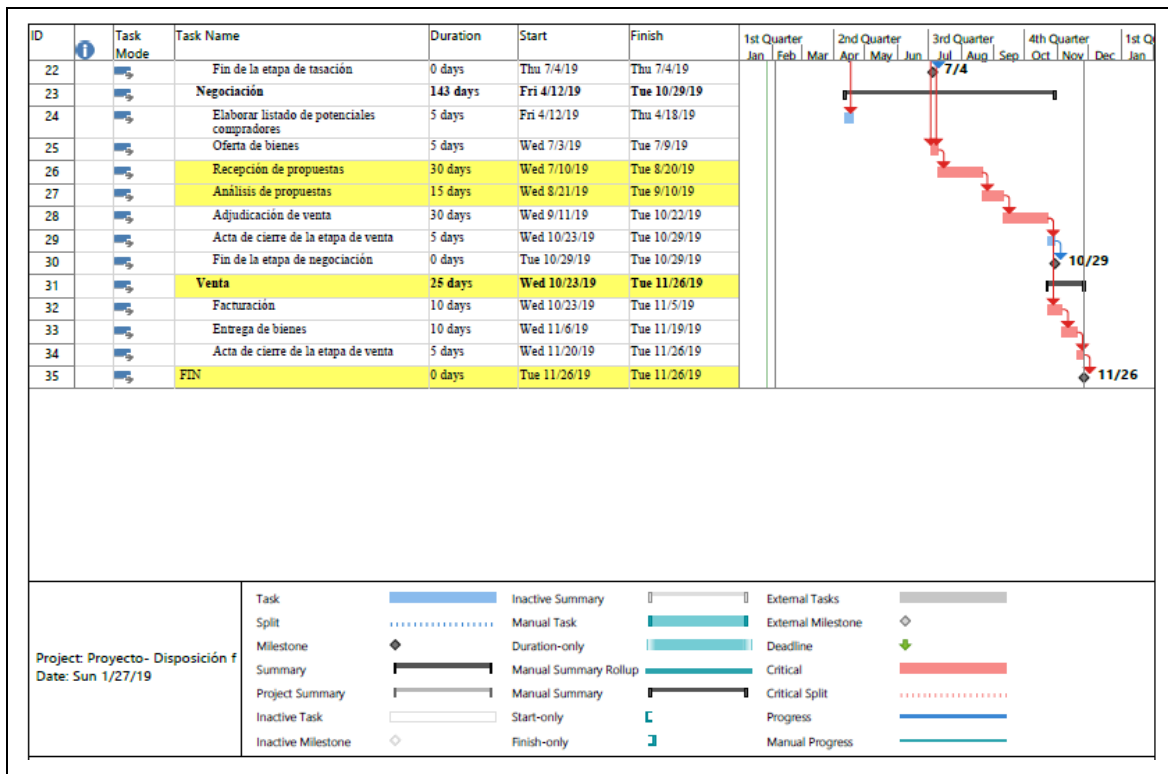 ID Task Mode Task Name Duration Start Finish 1st Quarter 2nd Quarter 3rd Quarter 4th Quarter 1st Q
Jan Feb Mar Apr May Jun Jul Aug Sep Oct Nov Dec Jan
22 Fin de la etapa de tasación 0 days Thu 7/4/19 Thu 7/4/19 7/4
23 Negociación 143 days Fri 4/12/19 Tue 10/29/19
24 Elaborar listado de potenciales compradores 5 days Fri 4/12/19 Thu 4/18/19
25 Oferta de bienes 5 days Wed 7/3/19 Tue 7/9/19
26 Recepción de propuestas 30 days Wed 7/10/19 Tue 8/20/19
27 Análisis de propuestas 15 days Wed 8/21/19 Tue 9/10/19
28 Adjudicación de venta 30 days Wed 9/11/19 Tue 10/22/19
29 Acta de cierre de la etapa de venta 5 days Wed 10/23/19 Tue 10/29/19
30 Fin de la etapa de negociación 0 days Tue 10/29/19 Tue 10/29/19 10/29
31 Venta 25 days Wed 10/23/19 Tue 11/26/19
32 Facturación 10 days Wed 10/23/19 Tue 11/5/19
33 Entrega de bienes 10 days Wed 11/6/19 Tue 11/19/19
34 Acta de cierre de la etapa de venta 5 days Wed 11/20/19 Tue 11/26/19
35 FIN 0 days Tue 11/26/19 Tue 11/26/19 11/26
Project: Proyecto- Disposición f
Date: Sun 1/27/19
Task Inactive Summary External Tasks
Split Manual Task External Milestone
Milestone Duration-only Deadline
Summary Manual Summary Rollup Critical
Project Summary Manual Summary Critical Split
Inactive Task Start-only Progress
Inactive Milestone Finish-only Manual Progress